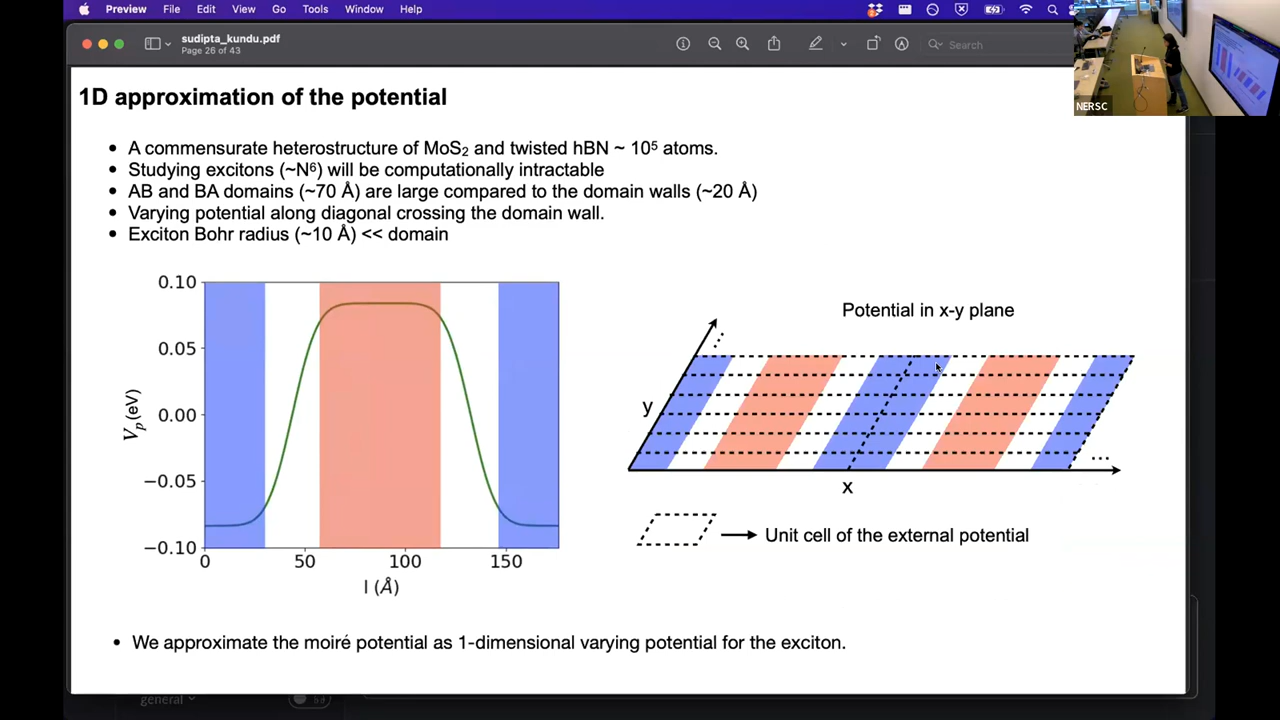 Preview File Edit View Go Tools Window Help
sudipta_kundu.pdf
Page 26 of 43
Search
NERSC
1D approximation of the potential
• A commensurate heterostructure of MoS₂ and twisted hBN ~ 10⁵ atoms.
• Studying excitons (~N⁶) will be computationally intractable
• AB and BA domains (~70 Å) are large compared to the domain walls (~20 Å)
• Varying potential along diagonal crossing the domain wall.
• Exciton Bohr radius (~10 Å) << domain
0.10
0.05
0.00
−0.05
−0.10
Vₚ(eV)
0 50 100 150
l (Å)
Potential in x-y plane
y
x
...
Unit cell of the external potential
• We approximate the moiré potential as 1-dimensional varying potential for the exciton.
general